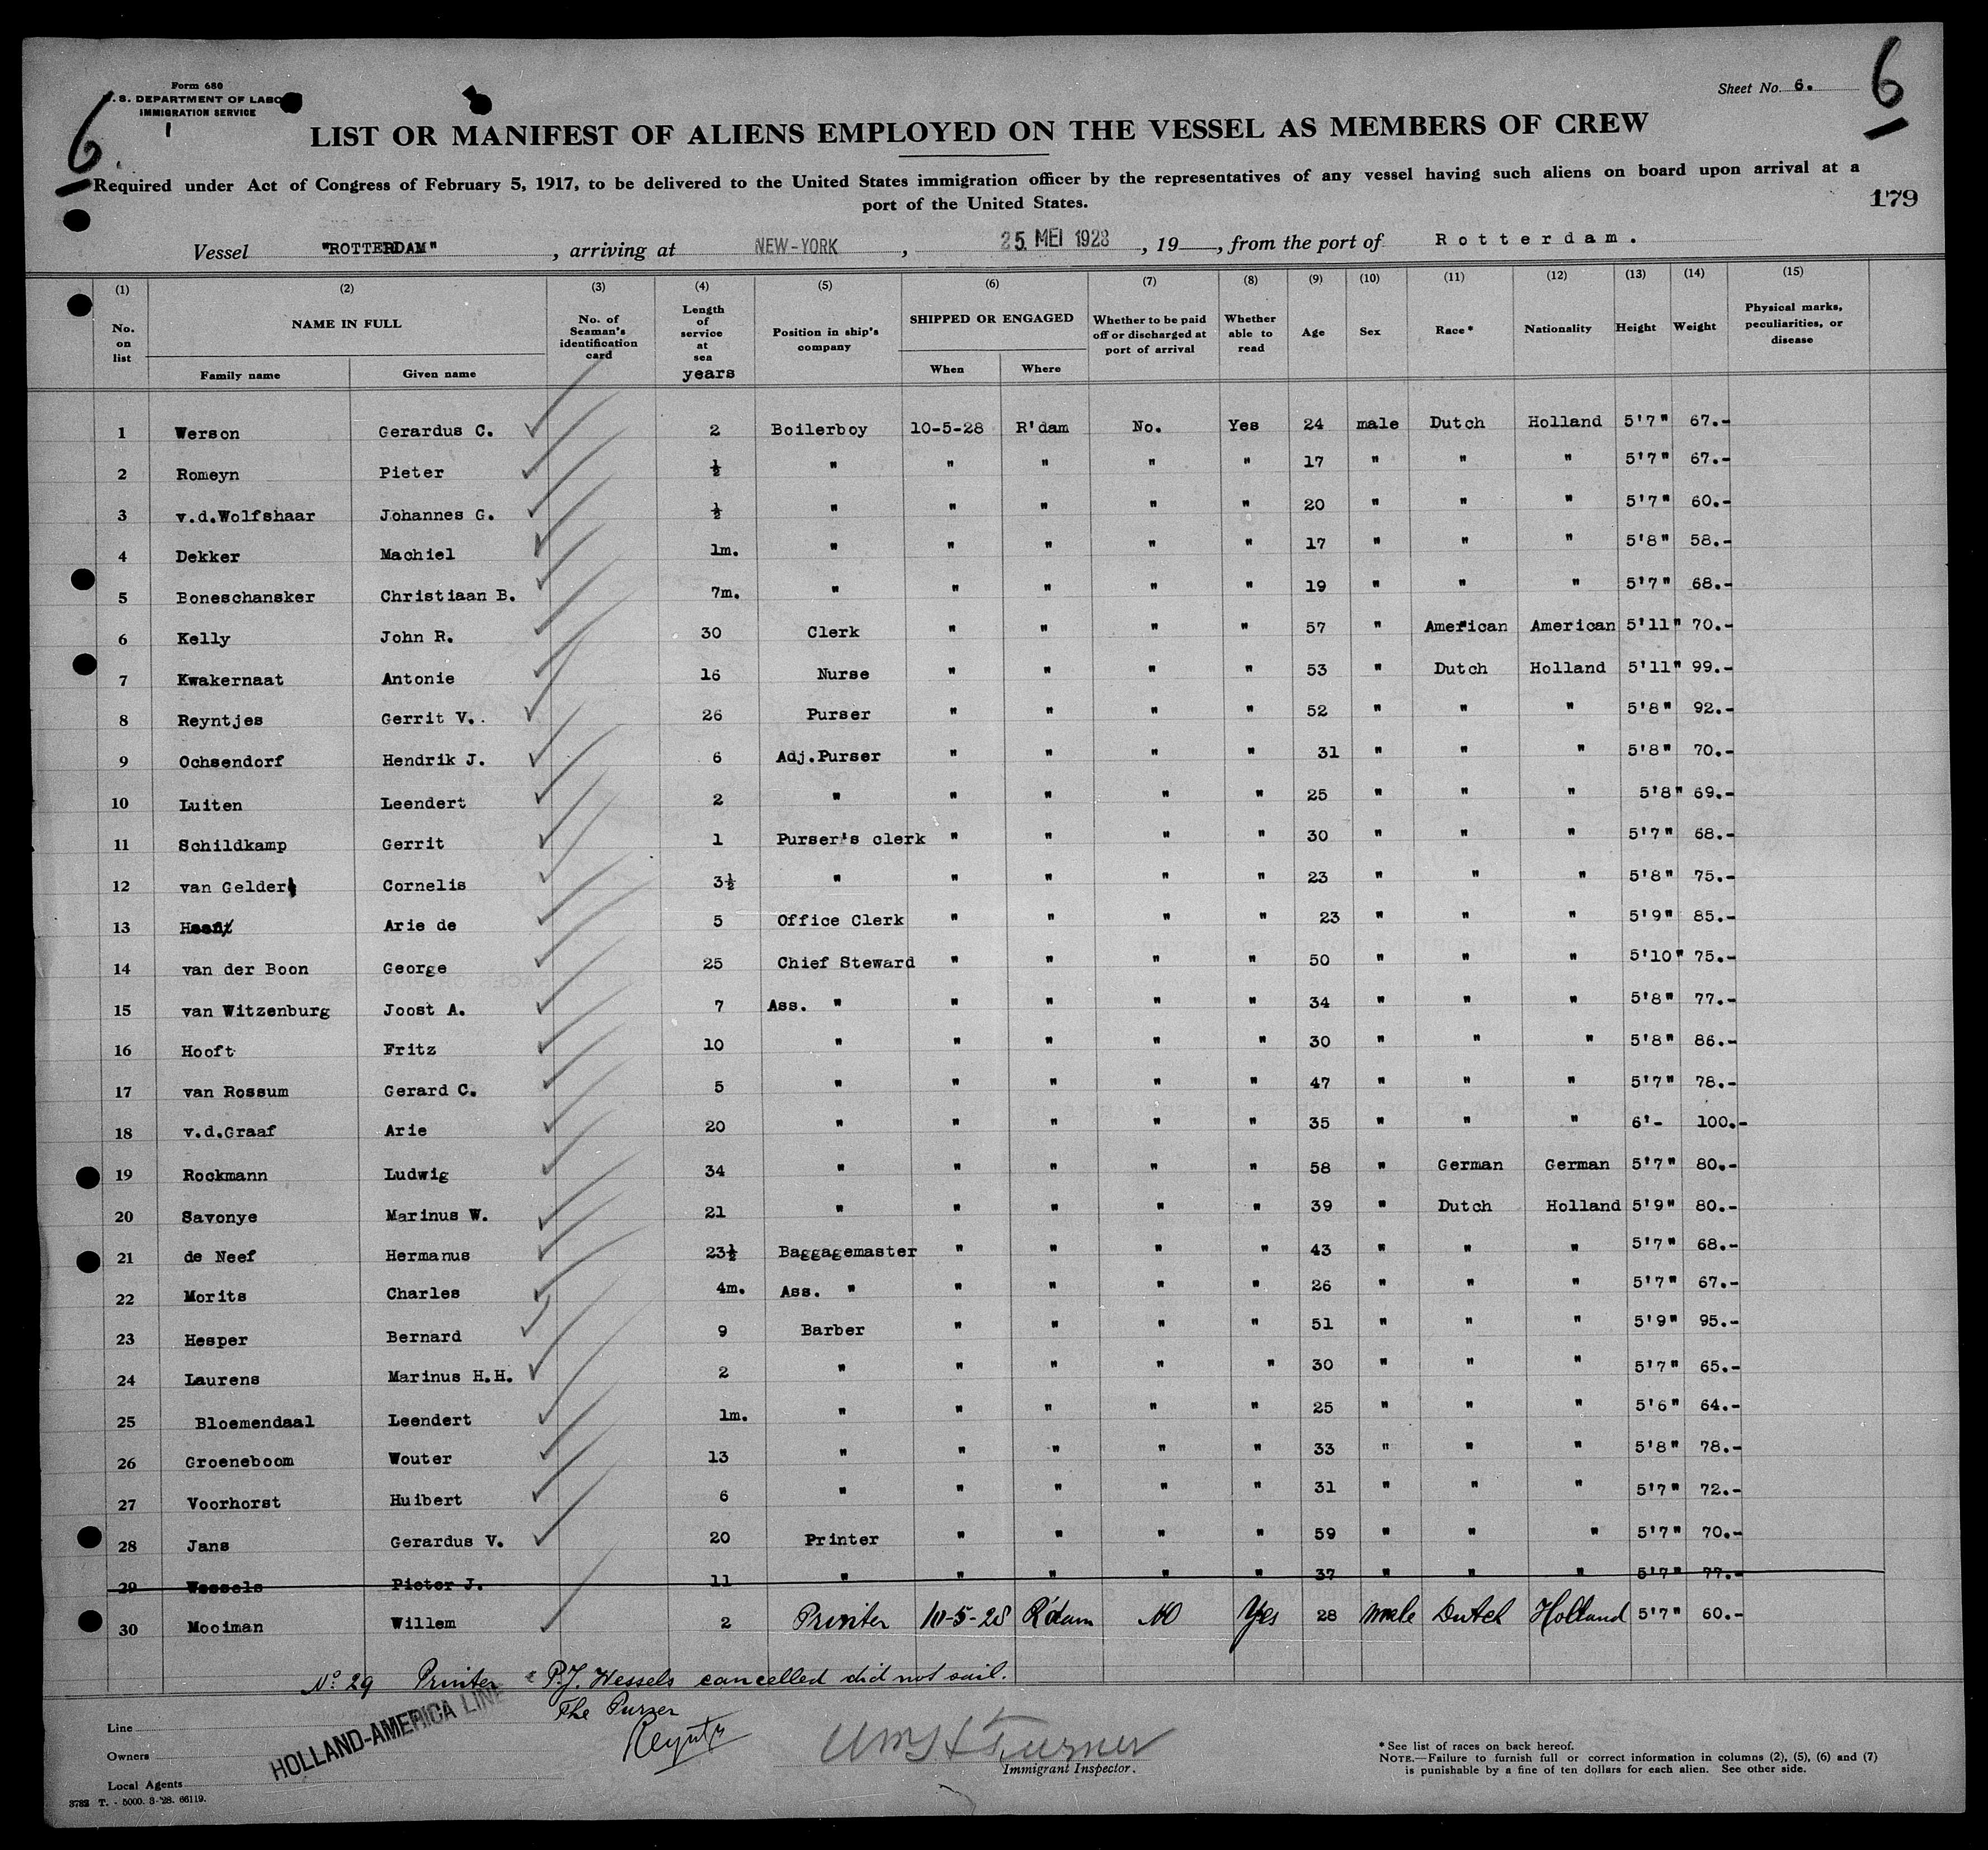 Form 680
U. S. DEPARTMENT OF LABOR
IMMIGRATION SERVICE
Sheet No. 6.
6
6
LIST OR MANIFEST OF ALIENS EMPLOYED ON THE VESSEL AS MEMBERS OF CREW
Required under Act of Congress of February 5, 1917, to be delivered to the United States immigration officer by the representatives of any vessel having such aliens on board upon arrival at a
port of the United States.
179
Vessel "ROTTERDAM", arriving at NEW-YORK, 25. MEI 1928, 19__, from the port of Rotterdam.
(1) (2) (3) (4) (5) (6) (7) (8) (9) (10) (11) (12) (13) (14) (15)
No. on list NAME IN FULL Family name Given name No. of Seaman's identification card Length of service at sea years Position in ship's company SHIPPED OR ENGAGED When Where Whether to be paid off or discharged at port of arrival Whether able to read Age Sex Race* Nationality Height Weight Physical marks, peculiarities, or disease
1 Werson Gerardus C. 2 Boilerboy 10-5-28 R'dam No. Yes 24 male Dutch Holland 5'7" 67.-
2 Romeyn Pieter ½ " " " " " 17 " " " 5'7" 67.-
3 v.d.Wolfshaar Johannes G. ½ " " " " " 20 " " " 5'7" 60.-
4 Dekker Machiel 1m. " " " " " 17 " " " 5'8" 58.-
5 Boneschansker Christiaan B. 7m. " " " " " 19 " " " 5'7" 68.-
6 Kelly John R. 30 Clerk " " " " 57 " American American 5'11" 70.-
7 Kwakernaat Antonie 16 Nurse " " " " 53 " Dutch Holland 5'11" 99.-
8 Reyntjes Gerrit V. 26 Purser " " " " 52 " " " 5'8" 92.-
9 Ochsendorf Hendrik J. 6 Adj.Purser " " " " 31 " " " 5'8" 70.-
10 Luiten Leendert 2 " " " " " 25 " " " 5'8" 69.-
11 Schildkamp Gerrit 1 Purser's clerk " " " " 30 " " " 5'7" 68.-
12 van Gelder Cornelis 3½ " " " " " 23 " " " 5'8" 75.-
13 Arie de 5 Office Clerk " " " " 23 " " " 5'9" 85.-
14 van der Boon George 25 Chief Steward " " " " 50 " " " 5'10" 75.-
15 van Witzenburg Joost A. 7 Ass. " " " " " 34 " " " 5'8" 77.-
16 Hooft Fritz 10 " " " " " 30 " " " 5'8" 86.-
17 van Rossum Gerard C. 5 " " " " " 47 " " " 5'7" 78.-
18 v.d.Graaf Arie 20 " " " " " 35 " " " 6'- 100.-
19 Rockmann Ludwig 34 " " " " " 58 " German German 5'7" 80.-
20 Savonye Marinus W. 21 " " " " " 39 " Dutch Holland 5'9" 80.-
21 de Neef Hermanus 23½ Baggagemaster " " " " 43 " " " 5'7" 68.-
22 Morits Charles 4m. Ass. " " " " " 26 " " " 5'7" 67.-
23 Hesper Bernard 9 Barber " " " " 51 " " " 5'9" 95.-
24 Laurens Marinus H.H. 2 " " " " " 30 " " " 5'7" 65.-
25 Bloemendaal Leendert 1m. " " " " " 25 " " " 5'6" 64.-
26 Groeneboom Wouter 13 " " " " " 33 " " " 5'8" 78.-
27 Voorhorst Huibert 6 " " " " " 31 " " " 5'7" 72.-
28 Jans Gerardus V. 20 Printer " " " " 59 " " " 5'7" 70.-
29 Wessels Pieter J. 11 " " " " " 37 " " " 5'7" 77.-
30 Mooiman Willem 2 Printer 10-5-28 R'dam NO Yes 28 male Dutch Holland 5'7" 60.-
No. 29 Printer P.J. Wessels cancelled did not sail.
The Purser
Reyntjes
Line
Owners
Local Agents
HOLLAND-AMERICA LINE
Wm S Turner
Immigrant Inspector.
* See list of races on back hereof.
NOTE.—Failure to furnish full or correct information in columns (2), (5), (6) and (7)
is punishable by a fine of ten dollars for each alien. See other side.
3782 T. - 5000. 3-'28. 66119.